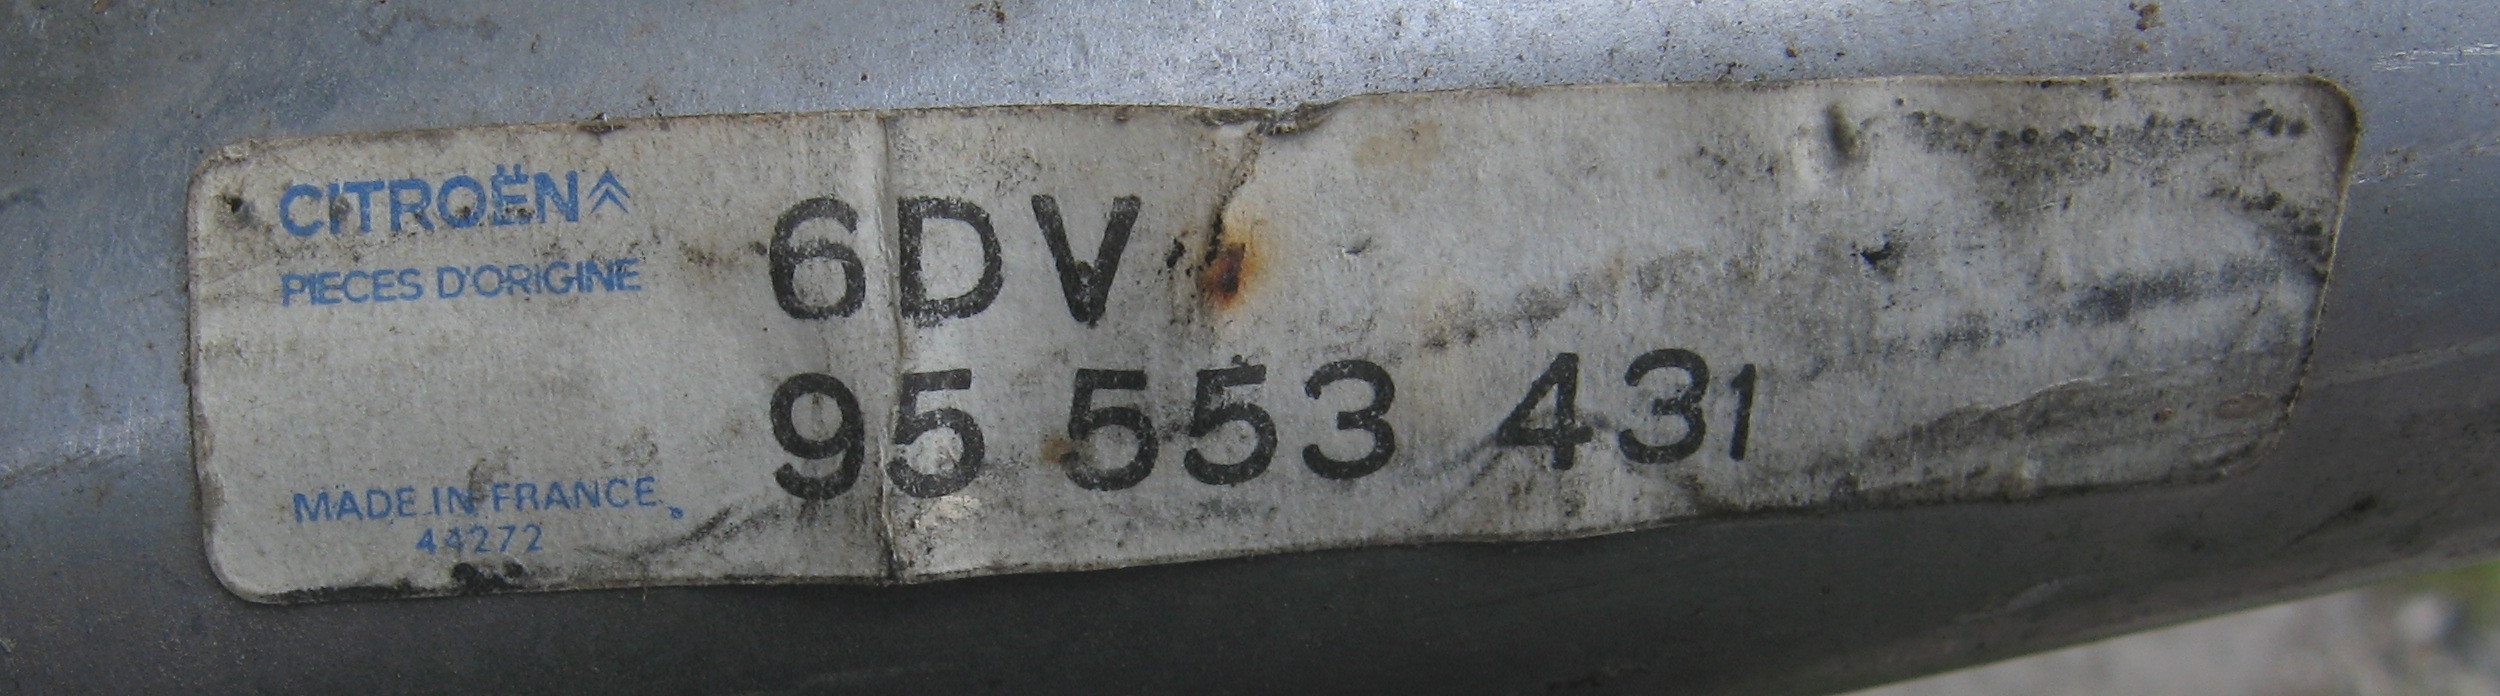 CITROËN
PIECES D'ORIGINE
6DV
95 553 431
MADE IN FRANCE
44272